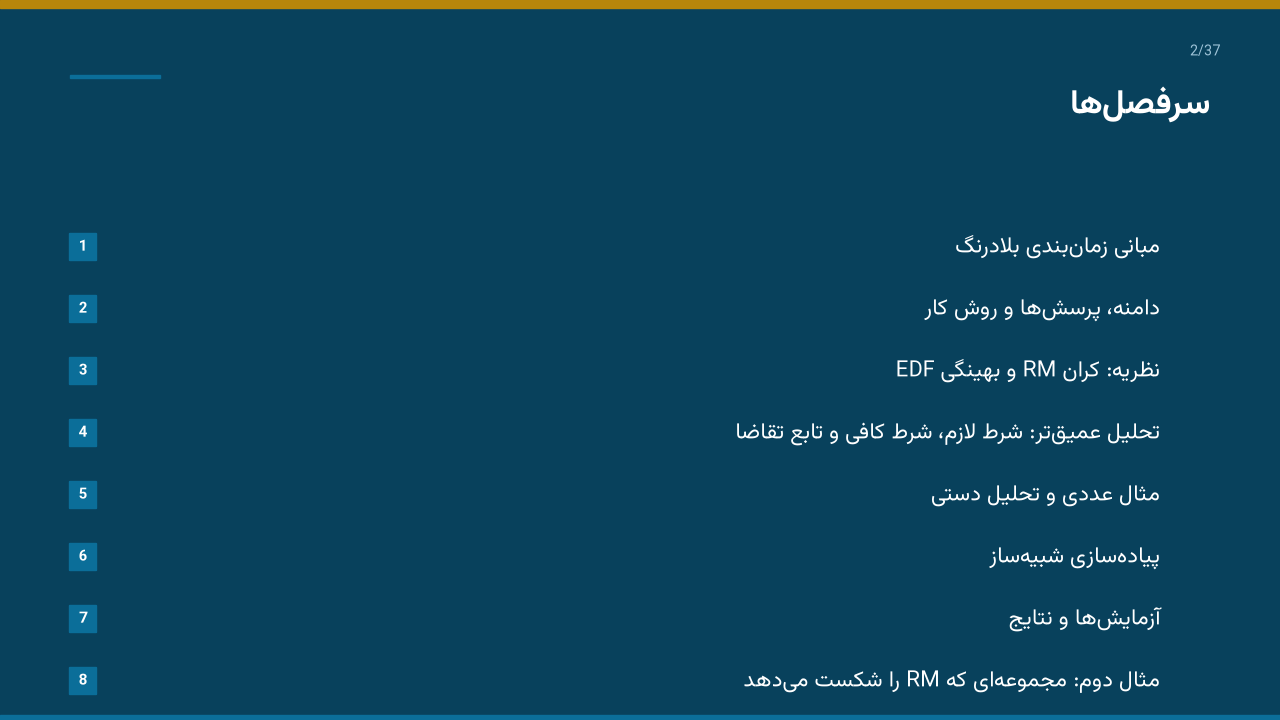 2/37
سرفصل‌ها
1 مبانی زمان‌بندی بلادرنگ
2 دامنه، پرسش‌ها و روش کار
3 نظریه: کران RM و بهینگی EDF
4 تحلیل عمیق‌تر: شرط لازم، شرط کافی و تابع تقاضا
5 مثال عددی و تحلیل دستی
6 پیاده‌سازی شبیه‌ساز
7 آزمایش‌ها و نتایج
8 مثال دوم: مجموعه‌ای که RM را شکست می‌دهد